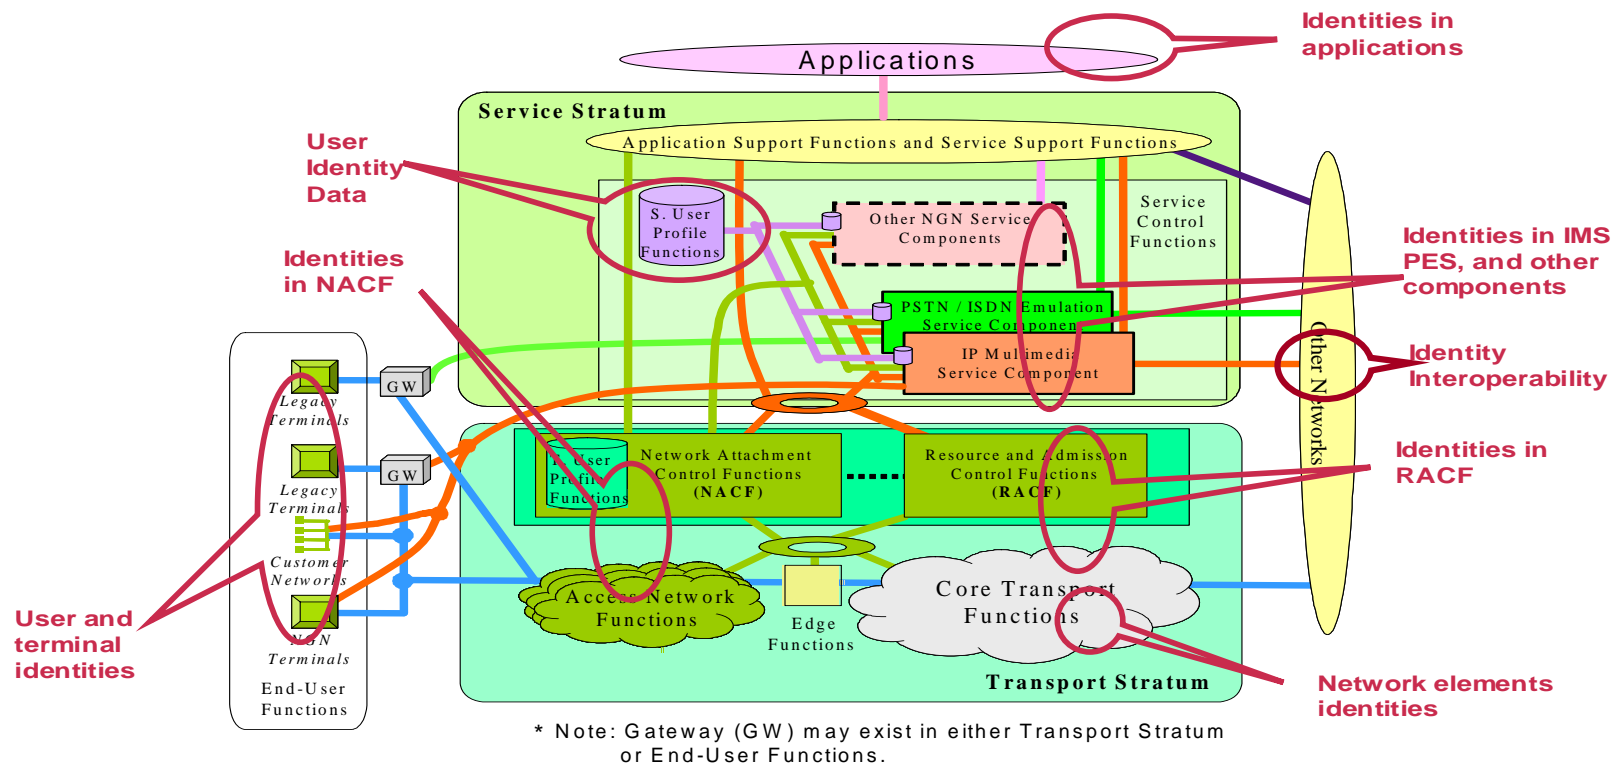 Identities in
applications
Applications
Service Stratum
Application Support Functions and Service Support Functions
User
Identity
Data
S. User
Profile
Functions
Other NGN Service
Components
Service
Control
Functions
Identities
in NACF
Identities in IMS
PES, and other
components
PSTN / ISDN Emulation
Service Component
IP Multimedia
Service Component
Other Networks
Identity
Interoperability
GW
Legacy
Terminals
GW
Legacy
Terminals
Customer
Networks
NGN
Terminals
End-User
Functions
User and
terminal
identities
T. User
Profile
Functions
Network Attachment
Control Functions
(NACF)
Resource and Admission
Control Functions
(RACF)
Identities in
RACF
Access Network
Functions
Edge
Functions
Core Transport
Functions
Transport Stratum
Network elements
identities
* Note: Gateway (GW) may exist in either Transport Stratum
or End-User Functions.